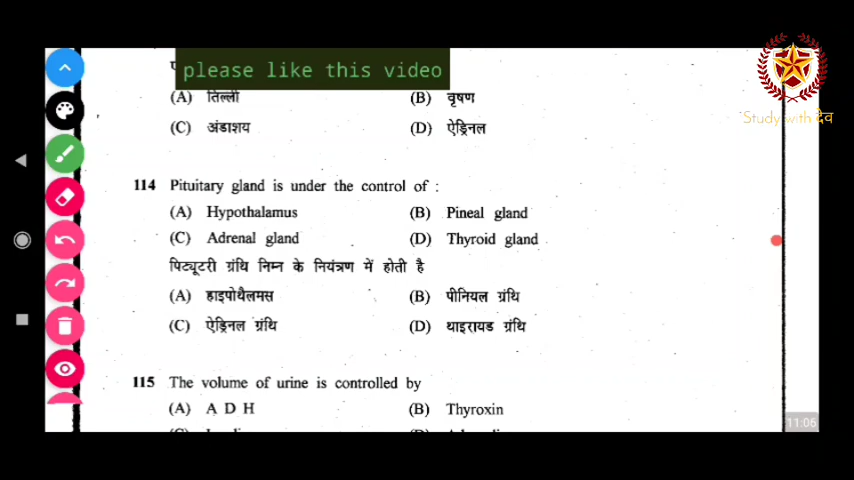 please like this video
(A) तिल्ली (B) वृषण
(C) अंडाशय (D) ऐड्रिनल
Study with देव
114 Pituitary gland is under the control of :
(A) Hypothalamus (B) Pineal gland
(C) Adrenal gland (D) Thyroid gland
पिट्यूटरी ग्रंथि निम्न के नियंत्रण में होती है
(A) हाइपोथैलमस (B) पीनियल ग्रंथि
(C) ऐड्रिनल ग्रंथि (D) थाइरायड ग्रंथि
115 The volume of urine is controlled by
(A) A D H (B) Thyroxin
11:06